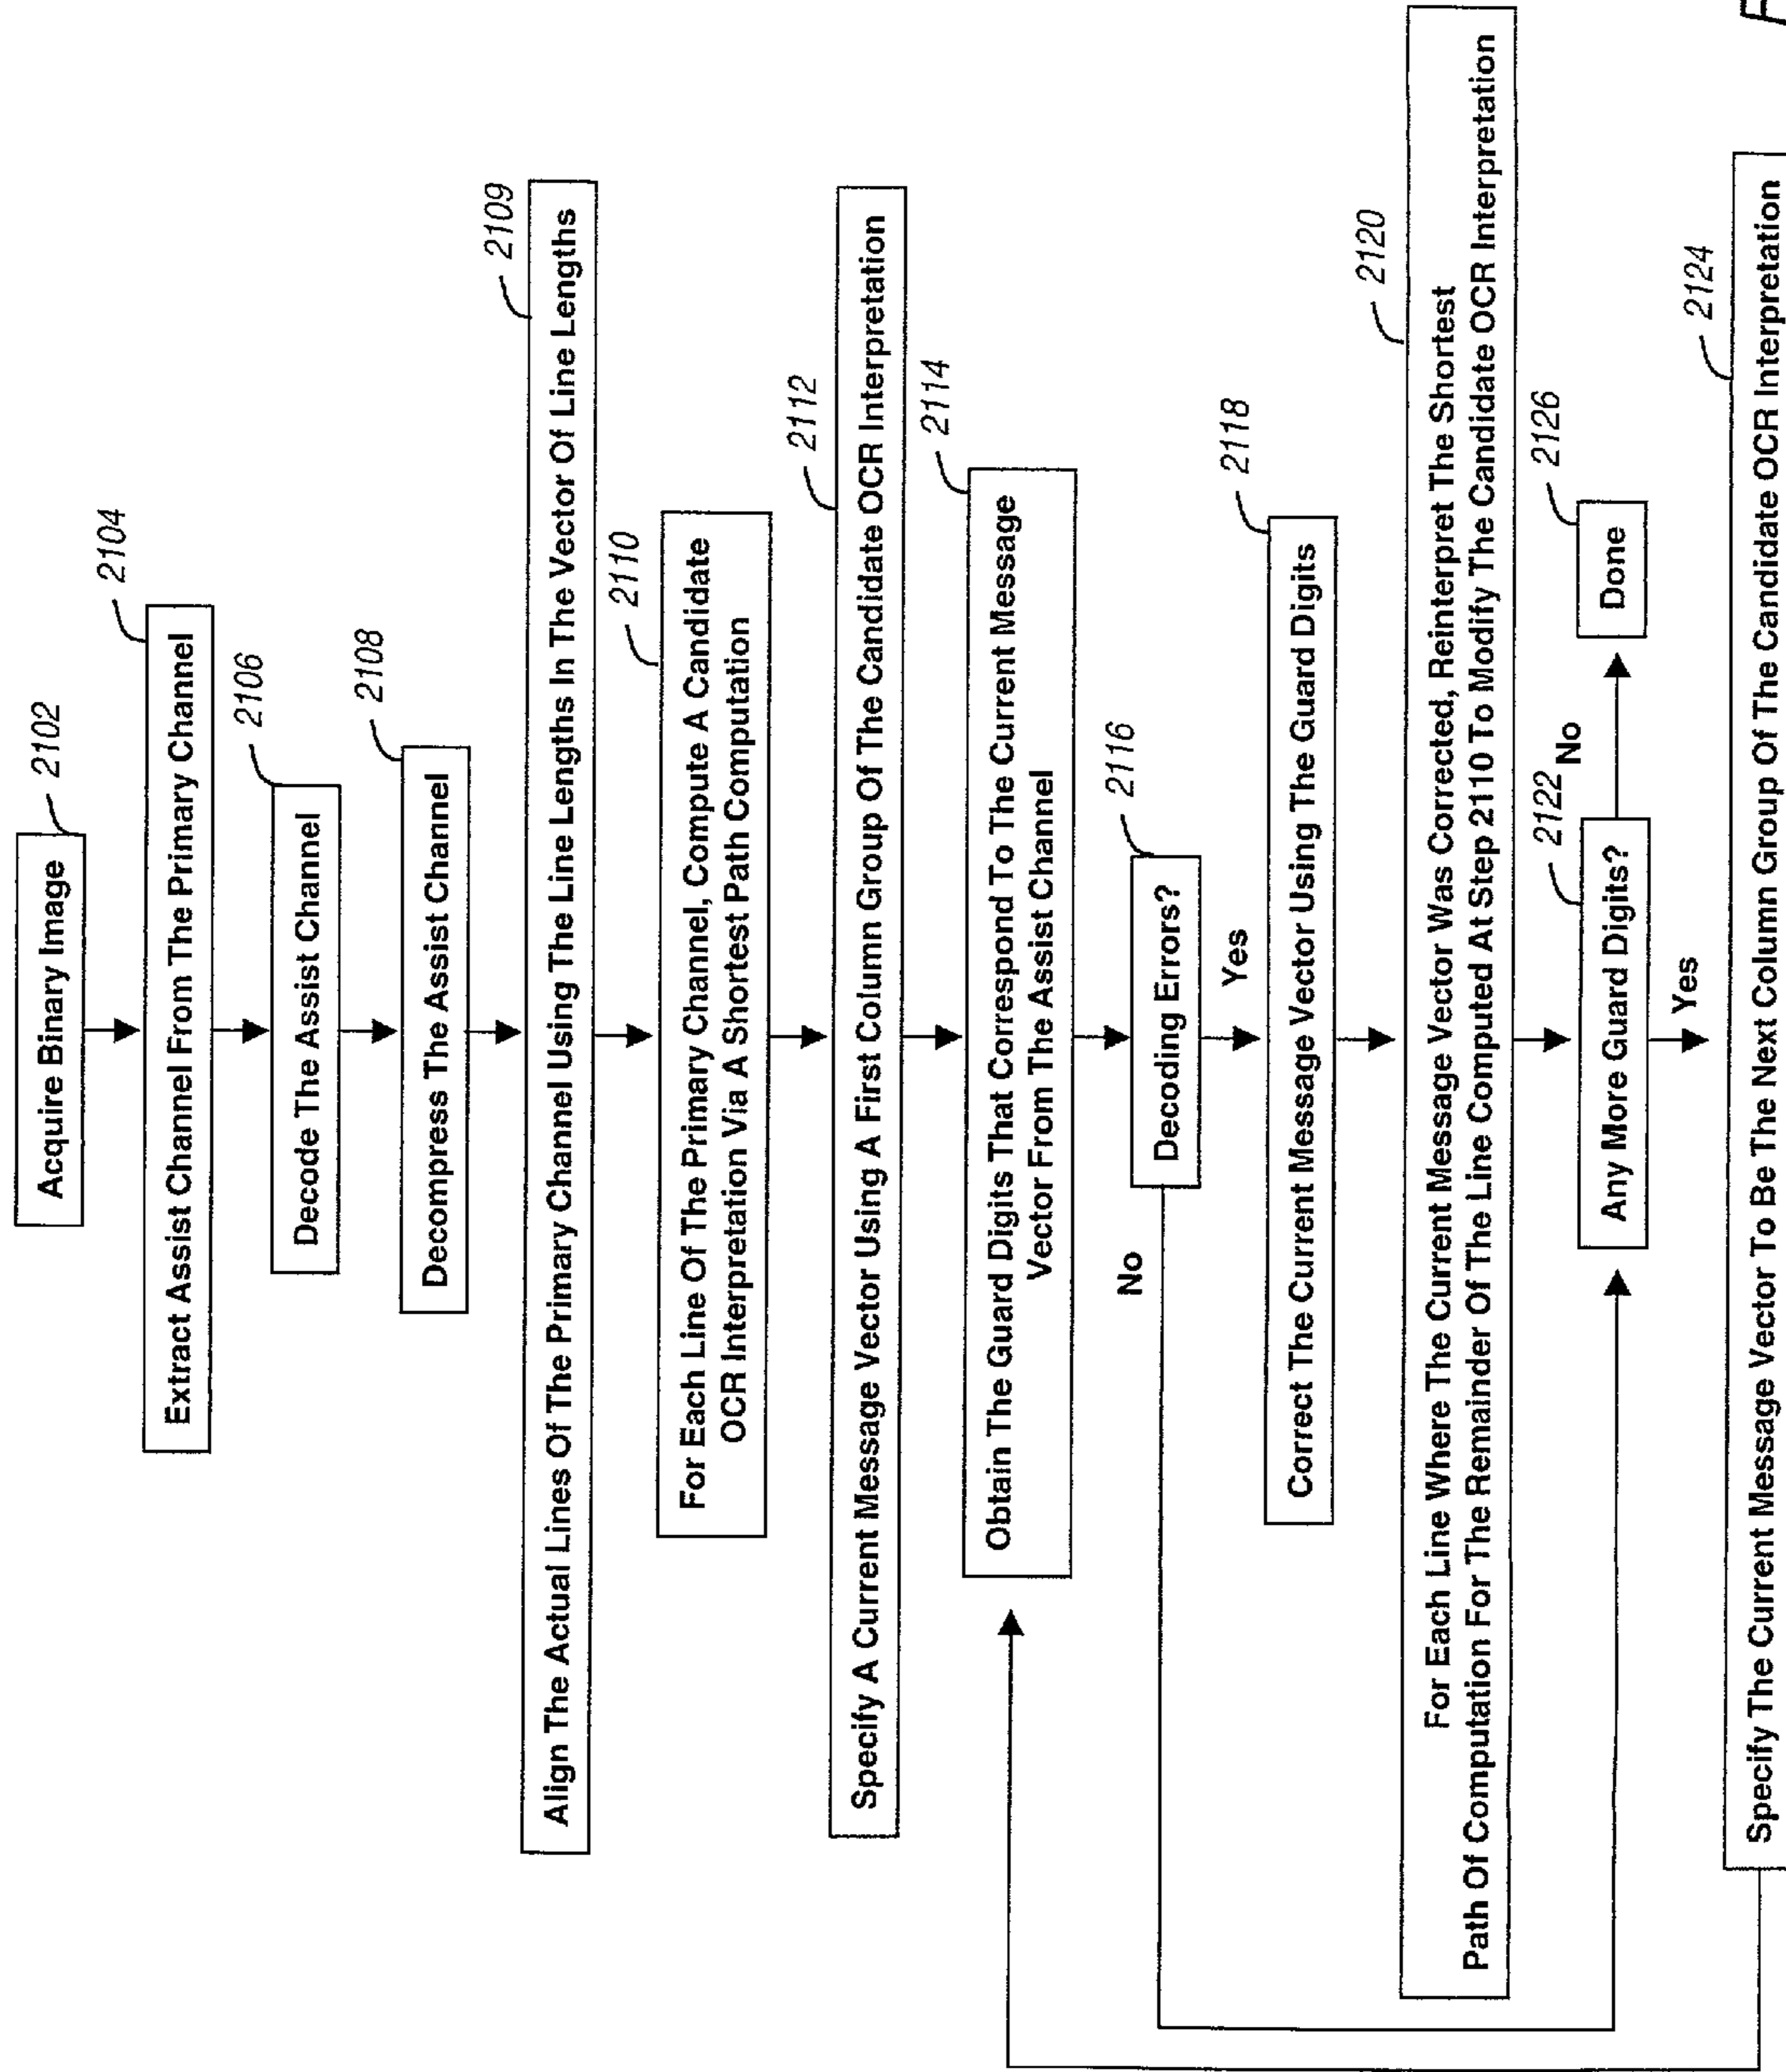 2102
Acquire Binary Image
2104
Extract Assist Channel From The Primary Channel
2106
Decode The Assist Channel
2108
Decompress The Assist Channel
2109
Align The Actual Lines Of The Primary Channel Using The Line Lengths In The Vector Of Line Lengths
2110
For Each Line Of The Primary Channel, Compute A Candidate
OCR Interpretation Via A Shortest Path Computation
2112
Specify A Current Message Vector Using A First Column Group Of The Candidate OCR Interpretation
2114
Obtain The Guard Digits That Correspond To The Current Message
Vector From The Assist Channel
2116
Decoding Errors?
No
Yes
2118
Correct The Current Message Vector Using The Guard Digits
2120
For Each Line Where The Current Message Vector Was Corrected, Reinterpret The Shortest
Path Of Computation For The Remainder Of The Line Computed At Step 2110 To Modify The Candidate OCR Interpretation
2122
Any More Guard Digits?
No
2126
Done
Yes
2124
Specify The Current Message Vector To Be The Next Column Group Of The Candidate OCR Interpretation